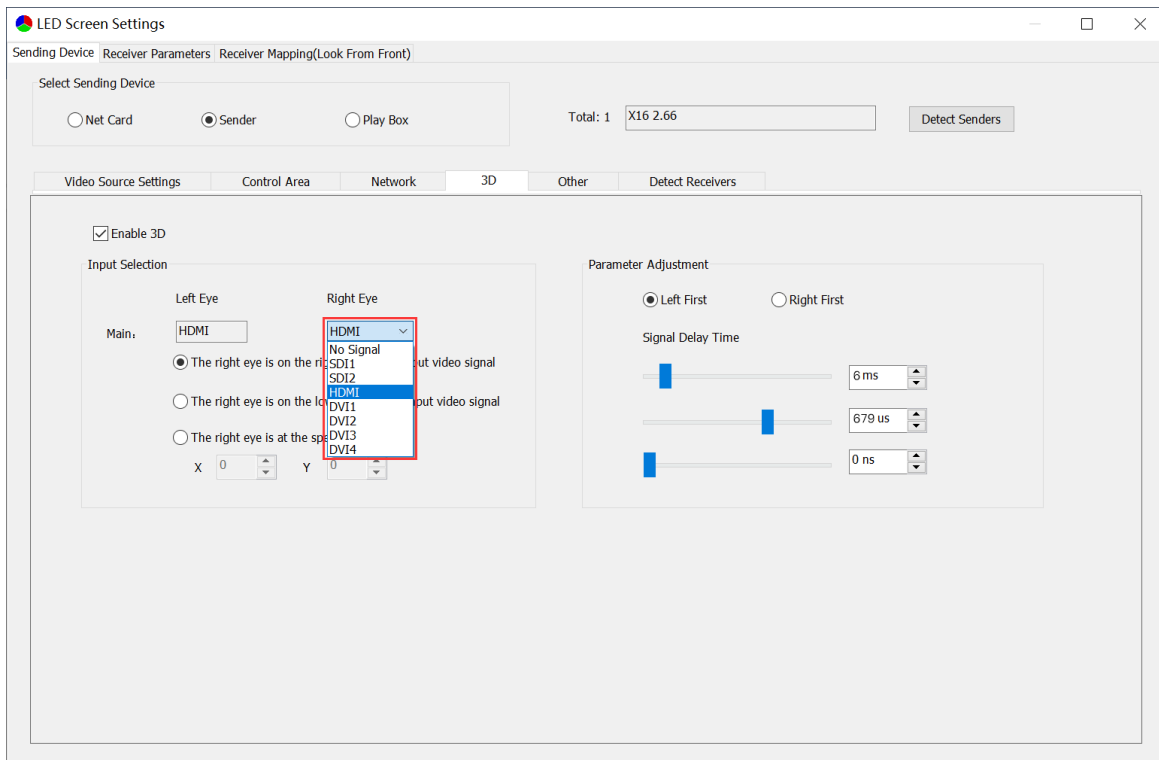 LED Screen Settings
Sending Device Receiver Parameters Receiver Mapping(Look From Front)
Select Sending Device
Net Card Sender Play Box
Total: 1 X16 2.66 Detect Senders
Video Source Settings Control Area Network 3D Other Detect Receivers
Enable 3D
Input Selection
Left Eye Right Eye
Main: HDMI HDMI
No Signal
SDI1
SDI2
HDMI
DVI1
DVI2
DVI3
DVI4
The right eye is on the video signal
The right eye is on the video signal
The right eye is at the
X 0 Y 0
Parameter Adjustment
Left First Right First
Signal Delay Time
6 ms
679 us
0 ns